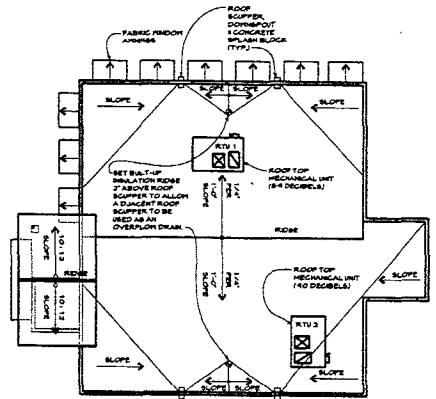 ROOF
SCUPPER,
DOWNSPOUT
& CONCRETE
SPLASH BLOCK
(TYP.)
FABRIC WINDOW
AWNINGS
SLOPE
SLOPE SLOPE
SLOPE
RTU 1
SET BUILT-UP
INSULATION RIDGE
2" ABOVE ROOF
SCUPPER TO ALLOW
A DJACENT ROOF
SCUPPER TO BE
USED AS AN
OVERFLOW DRAIN.
ROOF TOP
MECHANICAL UNIT
SLOPE
1/4" PER
1'-0"
RIDGE
10:12
SLOPE
RIDGE
10:12
SLOPE
SLOPE
1/4" PER
1'-0"
ROOF TOP
MECHANICAL UNIT
SLOPE
RTU 2
SLOPE
SLOPE SLOPE
SLOPE